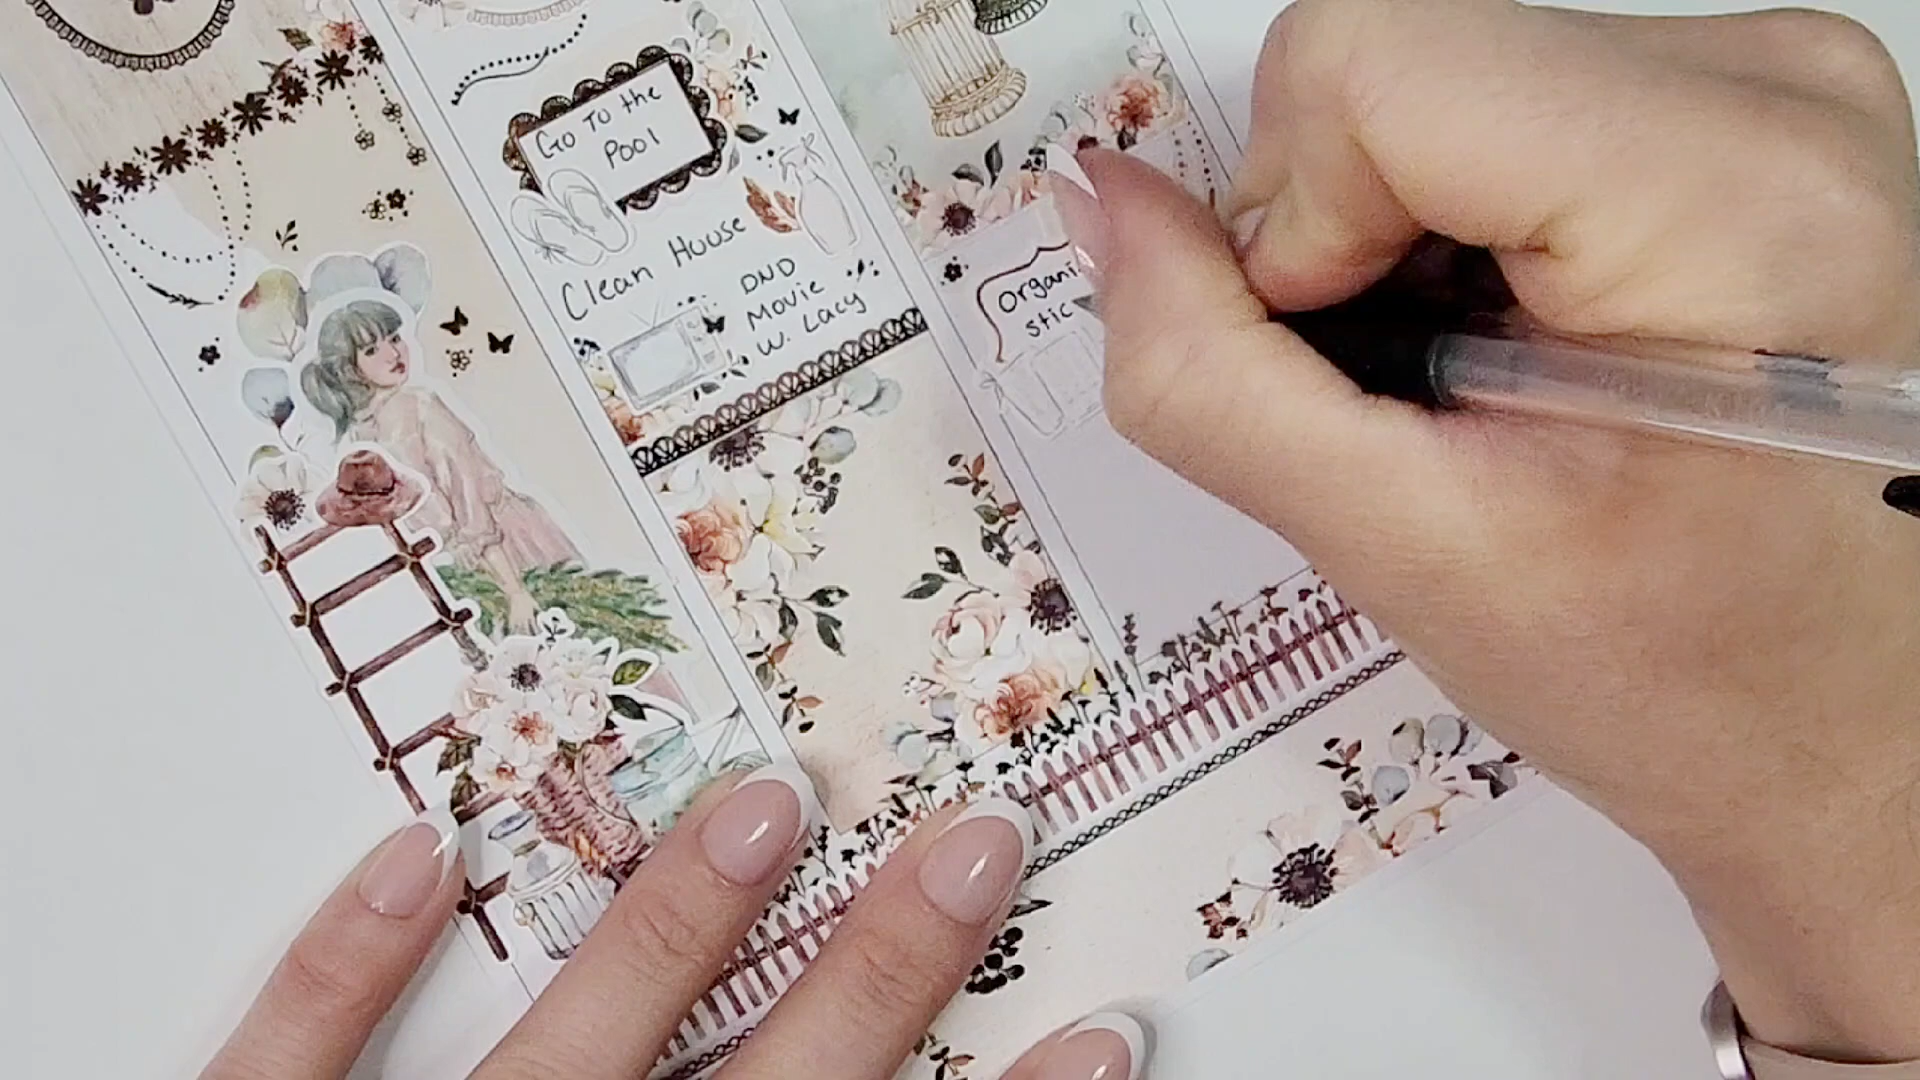 Go To the
Pool
Clean House
DND
Movie
w. Lacy
Organi
stic